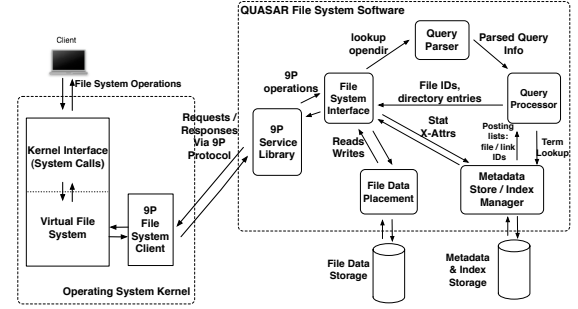 QUASAR File System Software
Client
File System Operations
Kernel Interface
(System Calls)
Virtual File
System
9P
File
System
Client
Operating System Kernel
Requests /
Responses
Via 9P
Protocol
9P
operations
9P
Service
Library
File
System
Interface
lookup
opendir
Query
Parser
Parsed Query
Info
Query
Processor
File IDs,
directory entries
Stat
X-Attrs
Posting
lists:
file / link
IDs
Term
Lookup
Reads
Writes
File Data
Placement
Metadata
Store / Index
Manager
File Data
Storage
Metadata
& Index
Storage